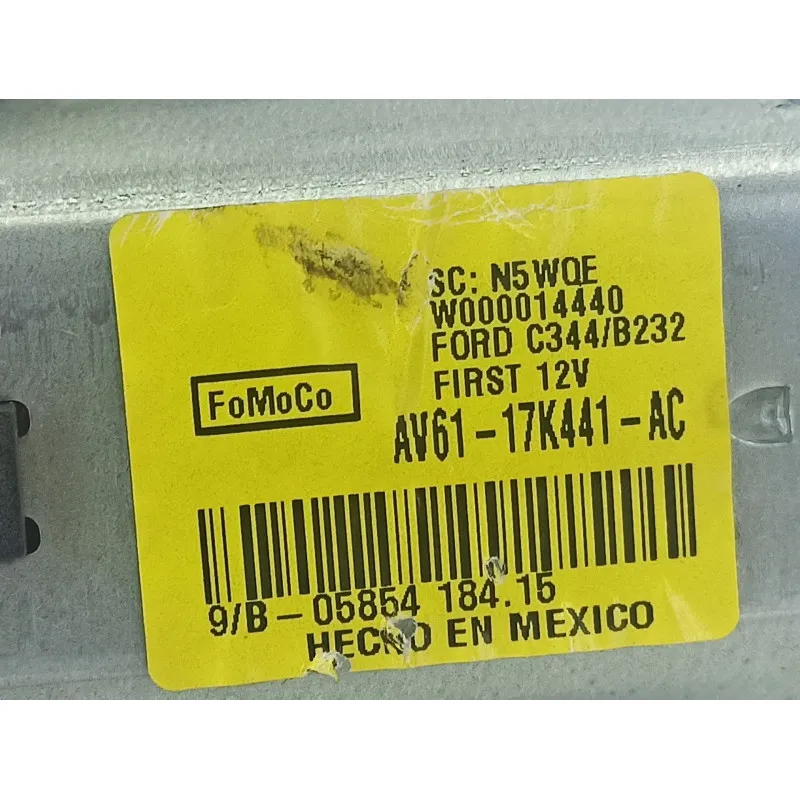 SC: N5WQE
W000014440
FORD C344/B232
FIRST 12V
FoMoCo
AV61-17K441-AC
9/B-05854 184.15
HECHO EN MEXICO